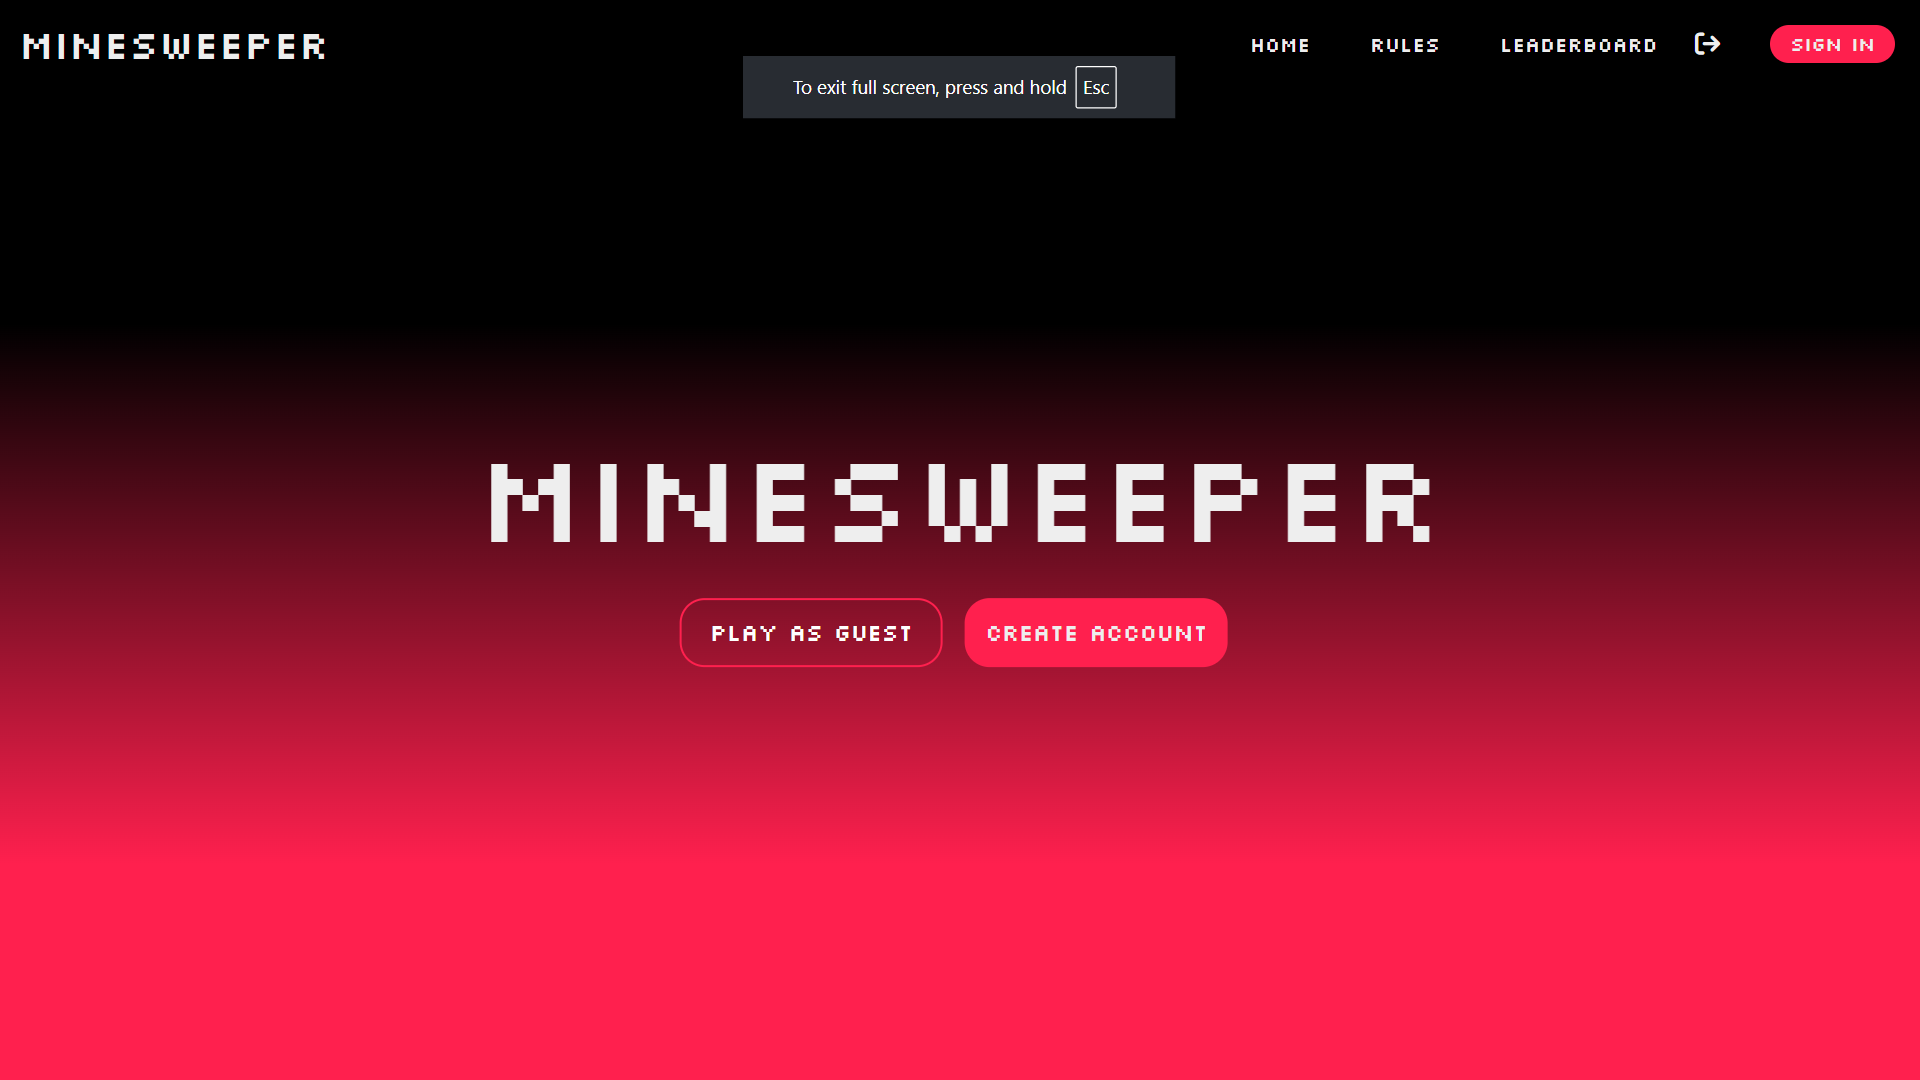 MINESWEEPER
HOME RULES LEADERBOARD SIGN IN
To exit full screen, press and hold Esc
MINESWEEPER
PLAY AS GUEST CREATE ACCOUNT